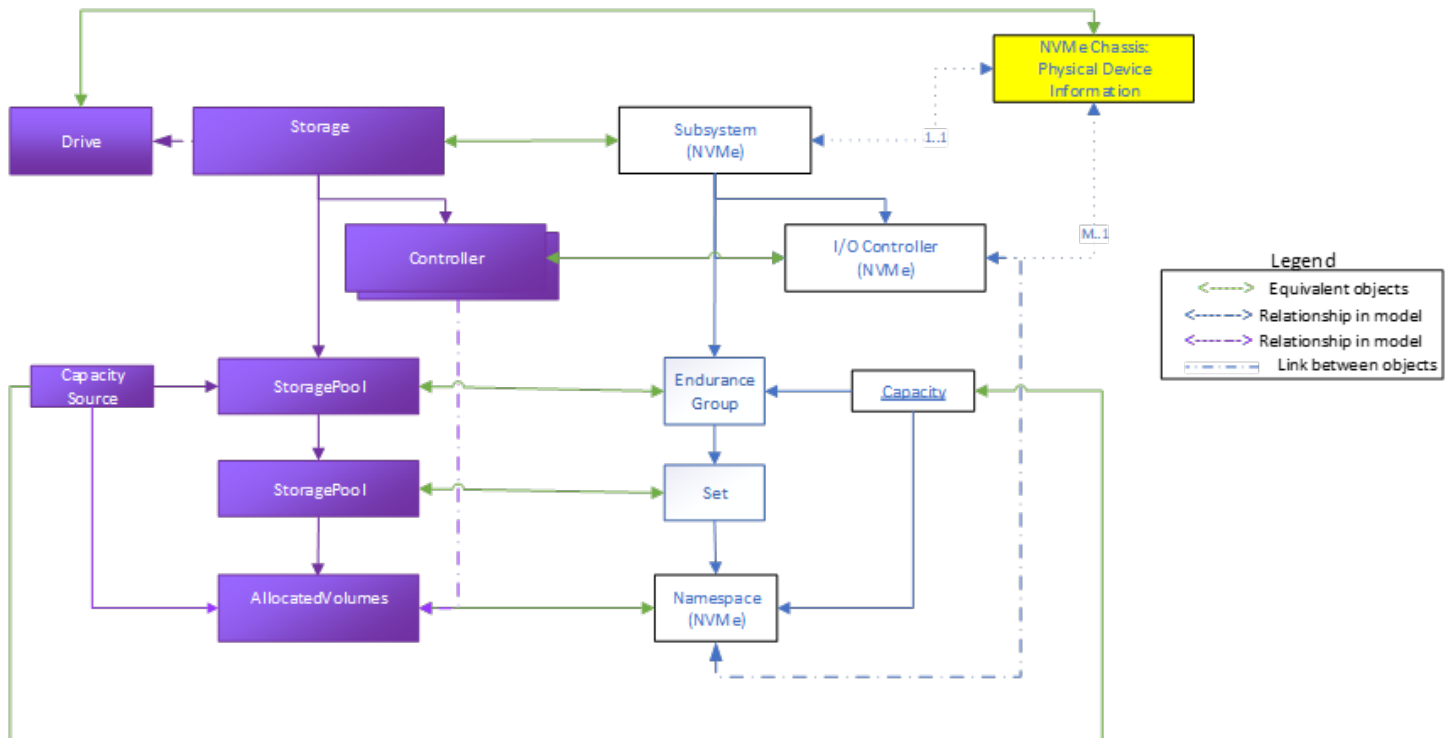 NVMe Chassis:
Physical Device
Information
Drive
Storage
Subsystem
(NVMe)
1..1
Controller
I/O Controller
(NVMe)
M..1
Legend
Equivalent objects
Relationship in model
Relationship in model
Link between objects
Capacity
Source
StoragePool
Endurance
Group
Capacity
StoragePool
Set
AllocatedVolumes
Namespace
(NVMe)